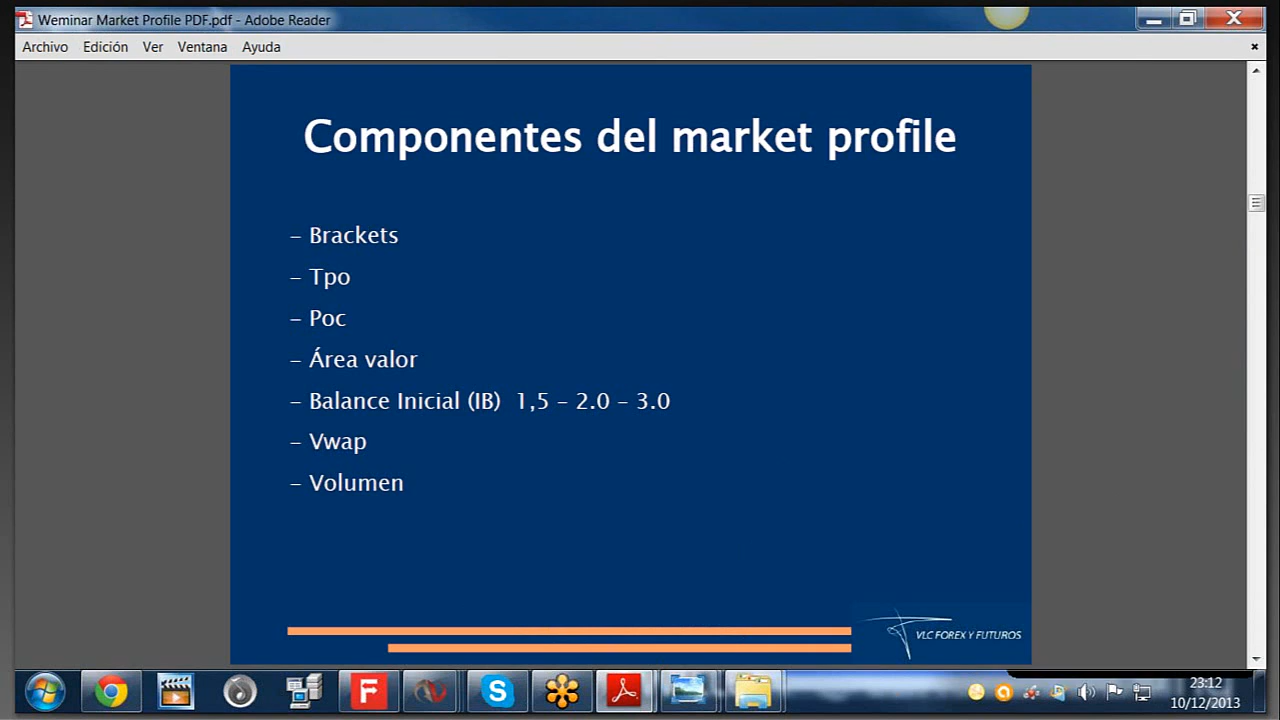 Weminar Market Profile PDF.pdf - Adobe Reader
Archivo Edición Ver Ventana Ayuda
Componentes del market profile
– Brackets
– Tpo
– Poc
– Área valor
– Balance Inicial (IB) 1,5 – 2.0 – 3.0
– Vwap
– Volumen
VLC FOREX Y FUTUROS
23:12
10/12/2013